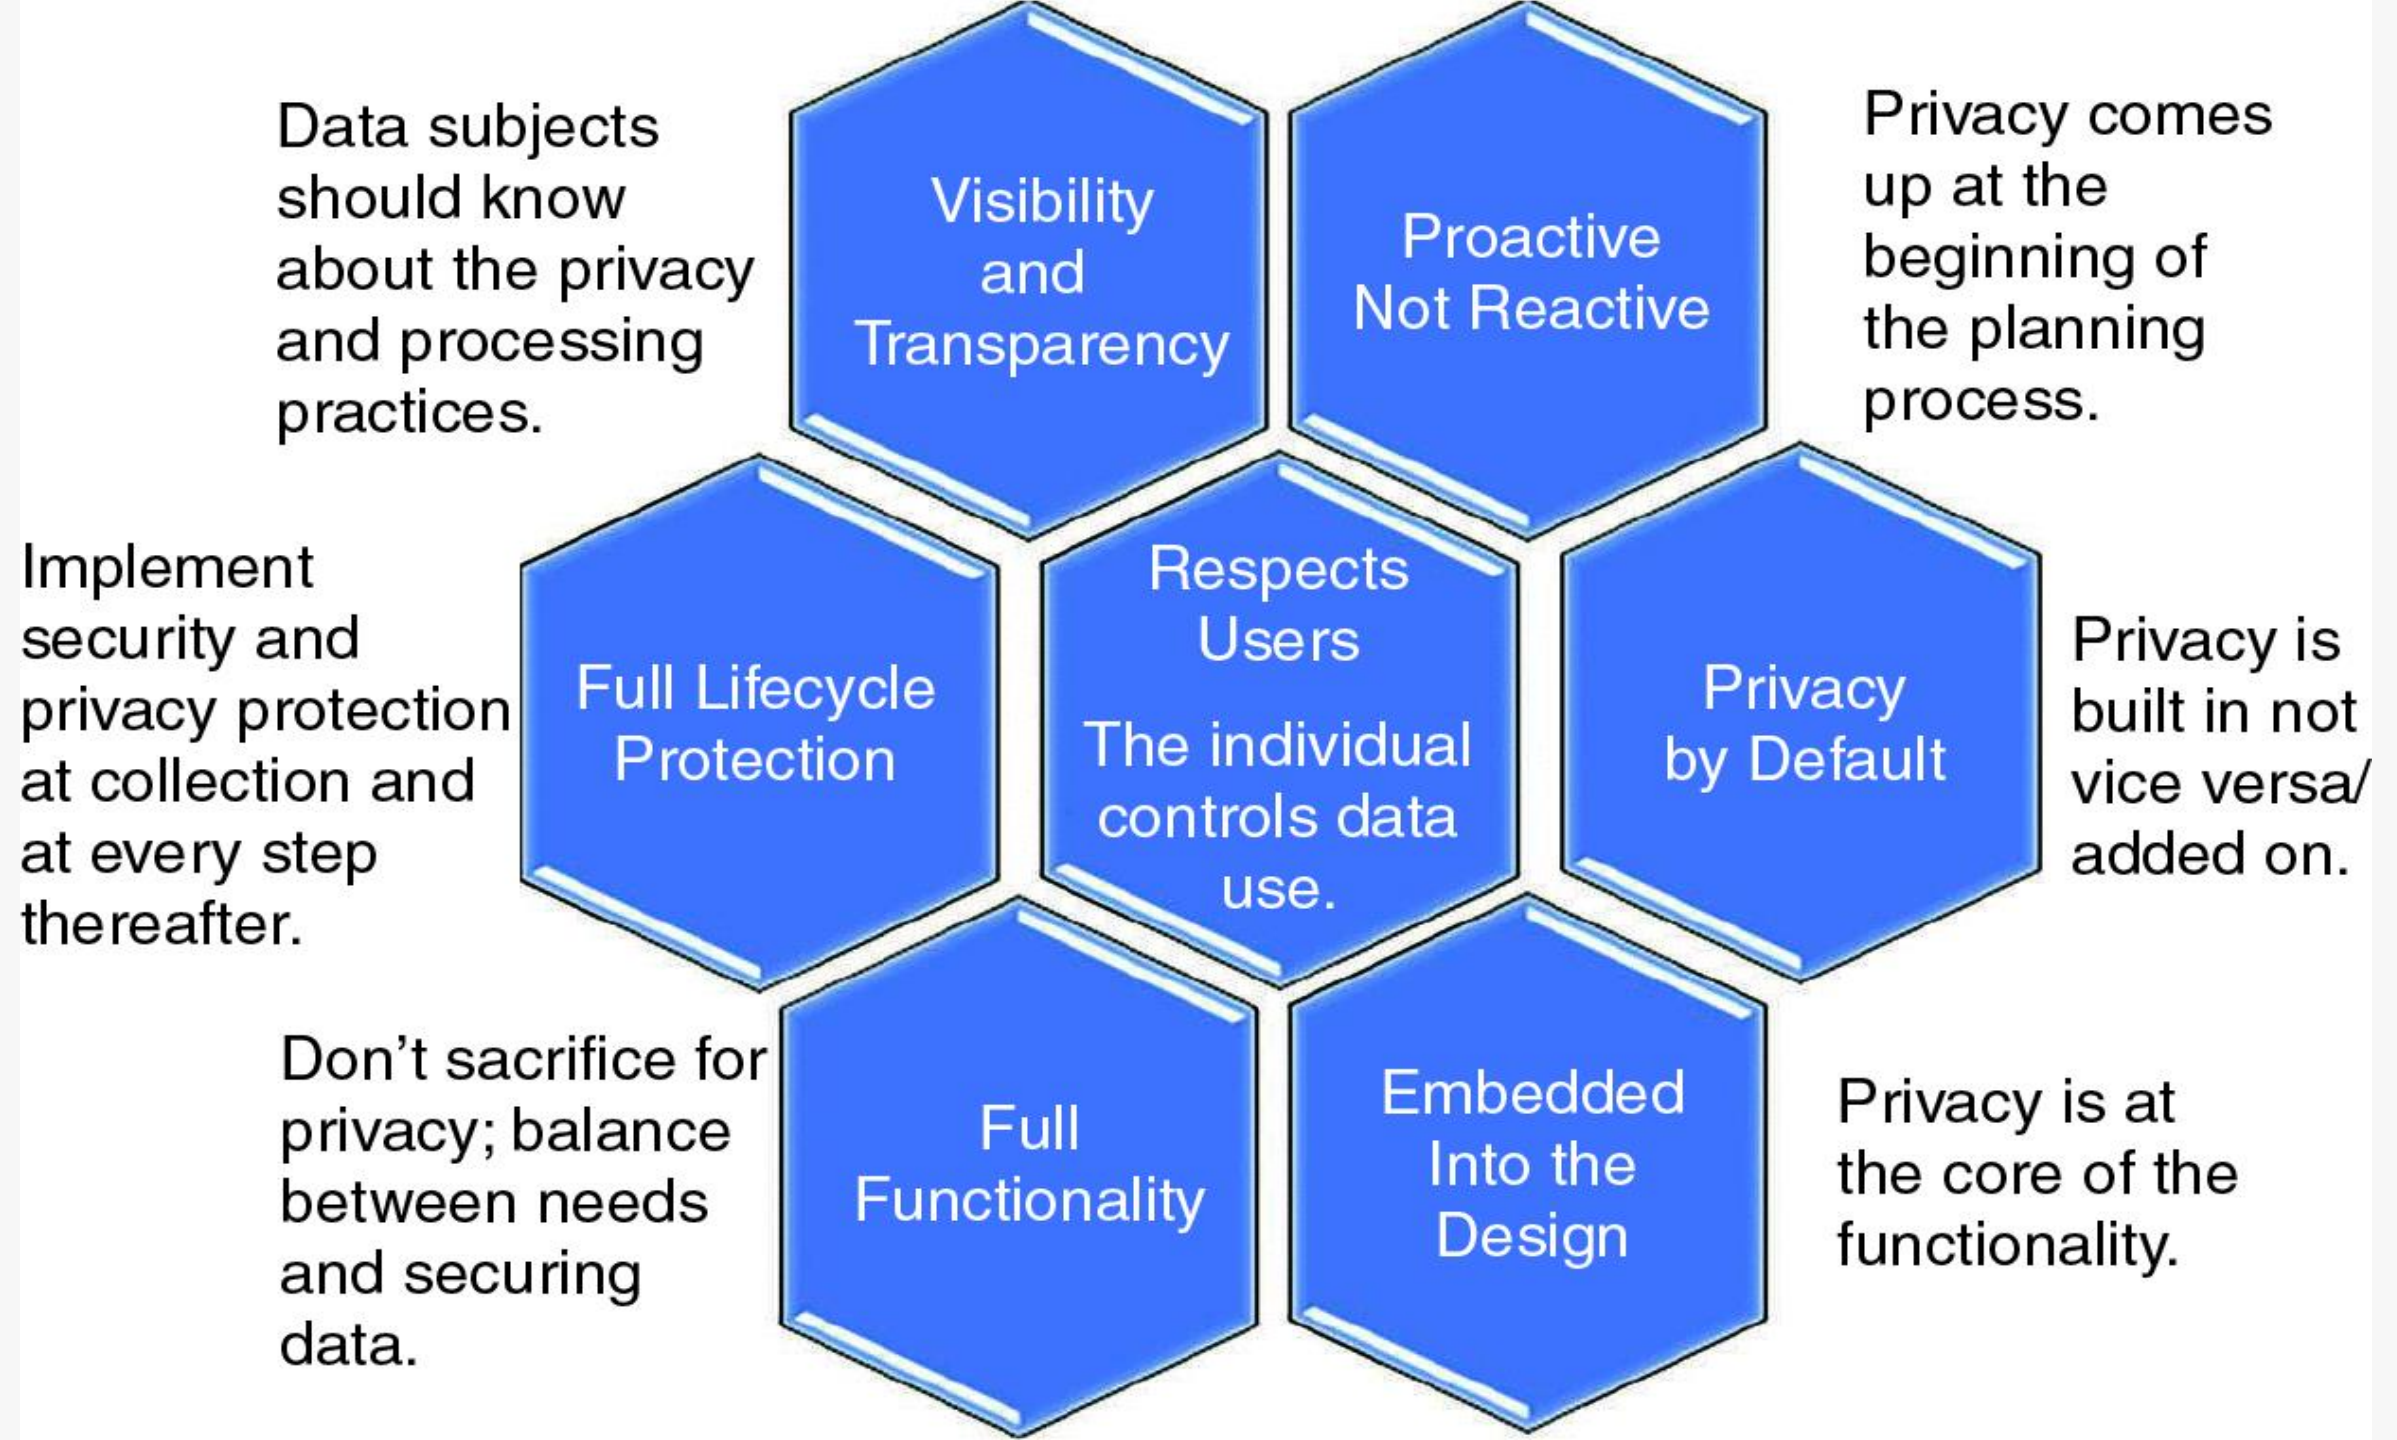 Data subjects
should know
about the privacy
and processing
practices.
Visibility
and
Transparency
Proactive
Not Reactive
Privacy comes
up at the
beginning of
the planning
process.
Implement
security and
privacy protection
at collection and
at every step
thereafter.
Full Lifecycle
Protection
Respects
Users
The individual
controls data
use.
Privacy
by Default
Privacy is
built in not
vice versa/
added on.
Don’t sacrifice for
privacy; balance
between needs
and securing
data.
Full
Functionality
Embedded
Into the
Design
Privacy is at
the core of the
functionality.